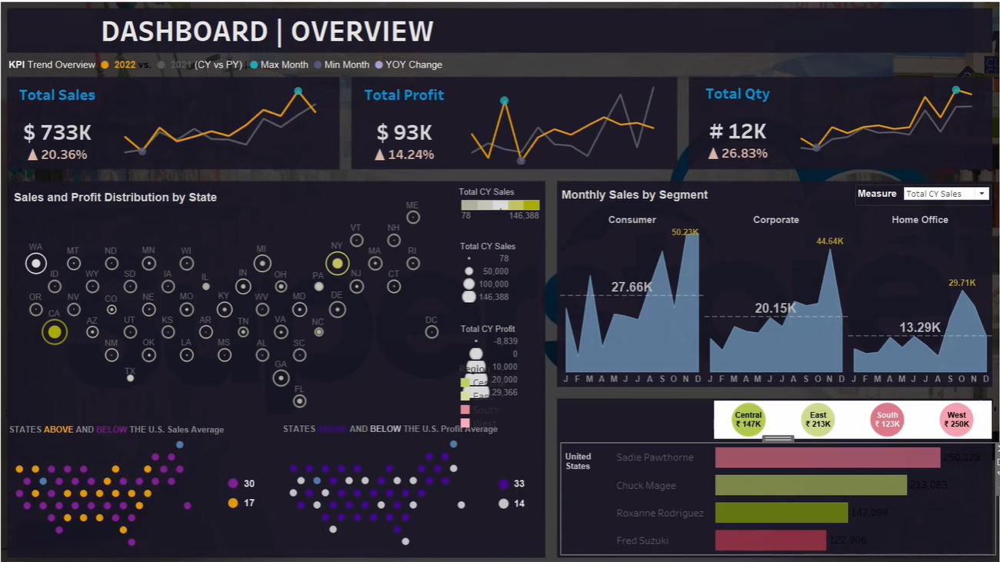 DASHBOARD | OVERVIEW
KPI Trend Overview 2022 vs. 2021 (CY vs PY) Max Month Min Month YOY Change
Total Sales
$ 733K
20.36%
Total Profit
$ 93K
14.24%
Total Qty
# 12K
26.83%
Sales and Profit Distribution by State
ME
VT NH
WA MT ND MN WI MI NY MA RI
ID WY SD IA IL IN OH PA NJ CT
OR NV CO NE MO KY WV MD DE
CA AZ UT KS AR TN VA NC DC
NM OK LA MS AL SC
TX GA
FL
Total CY Sales
78 146,388
Total CY Sales
78
50,000
100,000
146,388
Total CY Profit
-8,839
0
10,000
20,000
29,366
Region
South
West
STATES ABOVE AND BELOW THE U.S. Sales Average
30
17
STATES ABOVE AND BELOW THE U.S. Profit Average
33
14
Monthly Sales by Segment
Measure Total CY Sales
Consumer Corporate Home Office
50.23K
44.64K
29.71K
27.66K
20.15K
13.29K
J F M A M J J A S O N D J F M A M J J A S O N D J F M A M J J A S O N D
Central
₹ 147K
East
₹ 213K
South
₹ 123K
West
₹ 250K
United
States
Sadie Pawthorne 250,128
Chuck Magee 213,083
Roxanne Rodriguez 147,098
Fred Suzuki 122,906